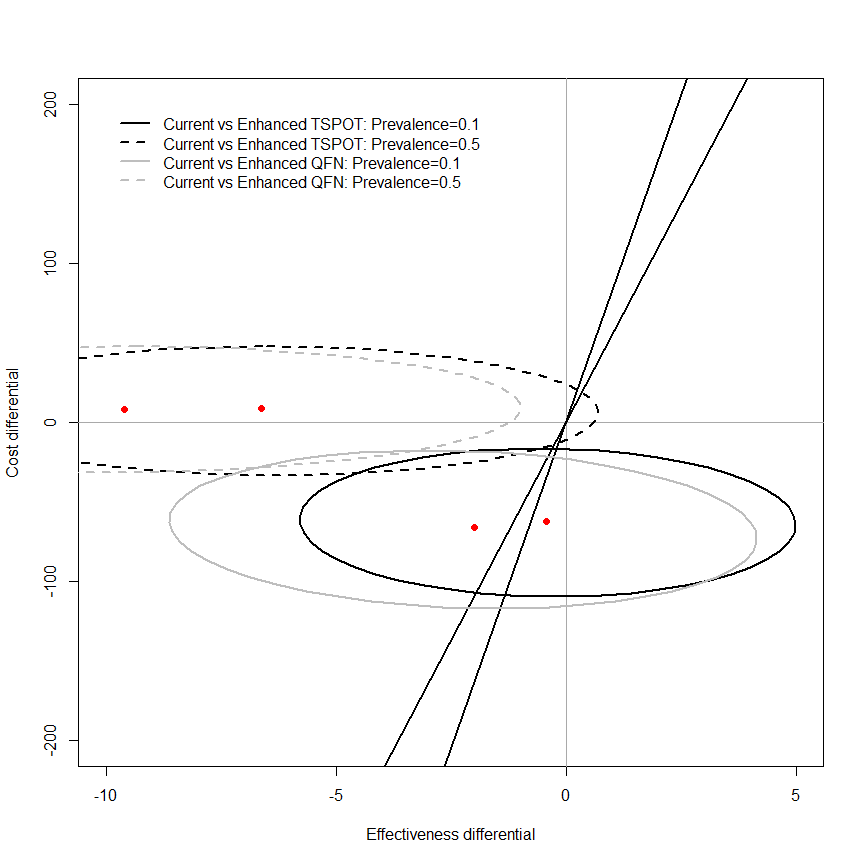 200
Current vs Enhanced TSPOT: Prevalence=0.1
Current vs Enhanced TSPOT: Prevalence=0.5
Current vs Enhanced QFN: Prevalence=0.1
Current vs Enhanced QFN: Prevalence=0.5
100
0
-100
-200
Cost differential
-10 -5 0 5
Effectiveness differential